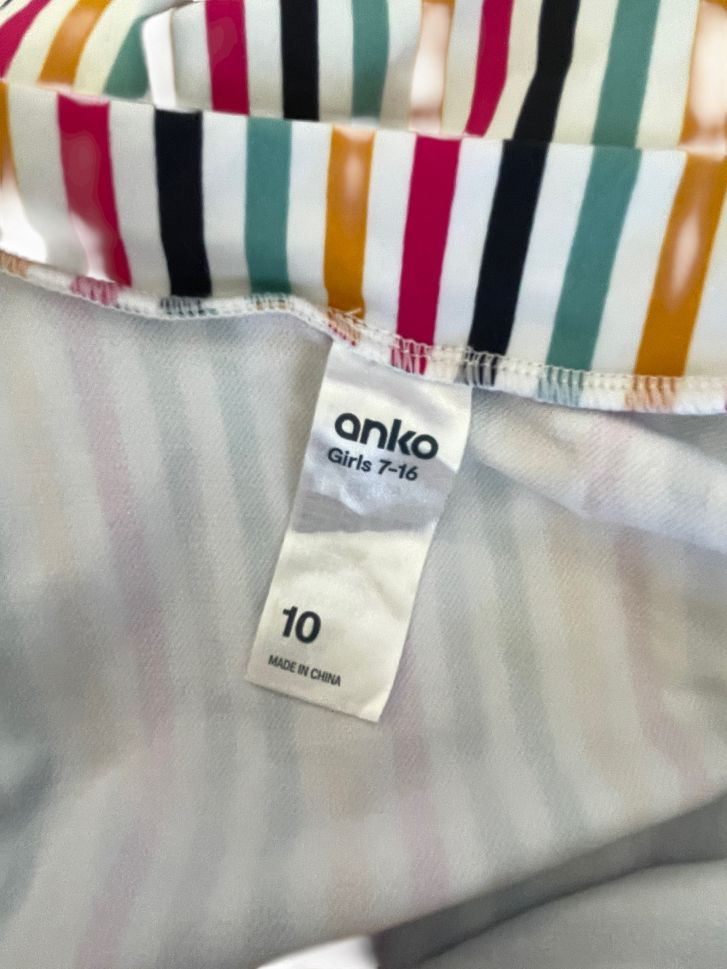 anko
Girls 7-16
10
MADE IN CHINA